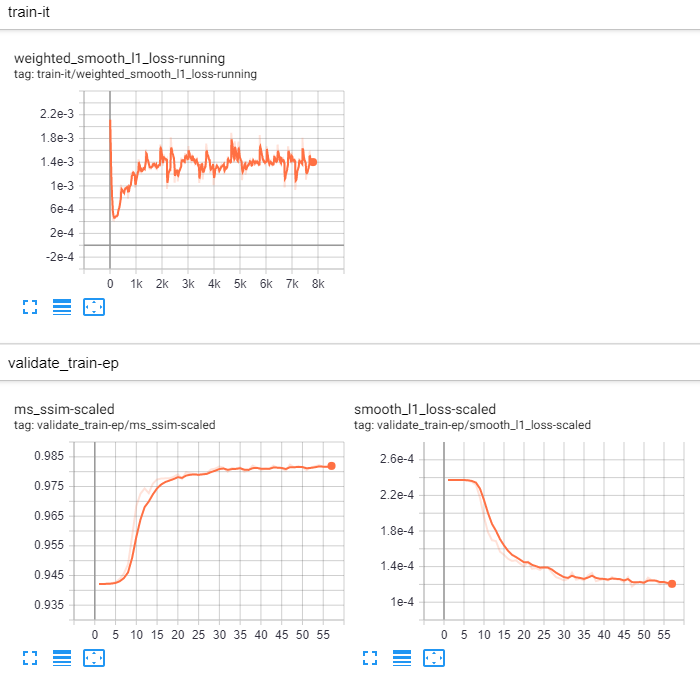 train-it
weighted_smooth_l1_loss-running
tag: train-it/weighted_smooth_l1_loss-running
2.2e-3
1.8e-3
1.4e-3
1e-3
6e-4
2e-4
-2e-4
0 1k 2k 3k 4k 5k 6k 7k 8k
validate_train-ep
ms_ssim-scaled
tag: validate_train-ep/ms_ssim-scaled
0.985
0.975
0.965
0.955
0.945
0.935
0 5 10 15 20 25 30 35 40 45 50 55
smooth_l1_loss-scaled
tag: validate_train-ep/smooth_l1_loss-scaled
2.6e-4
2.2e-4
1.8e-4
1.4e-4
1e-4
0 5 10 15 20 25 30 35 40 45 50 55